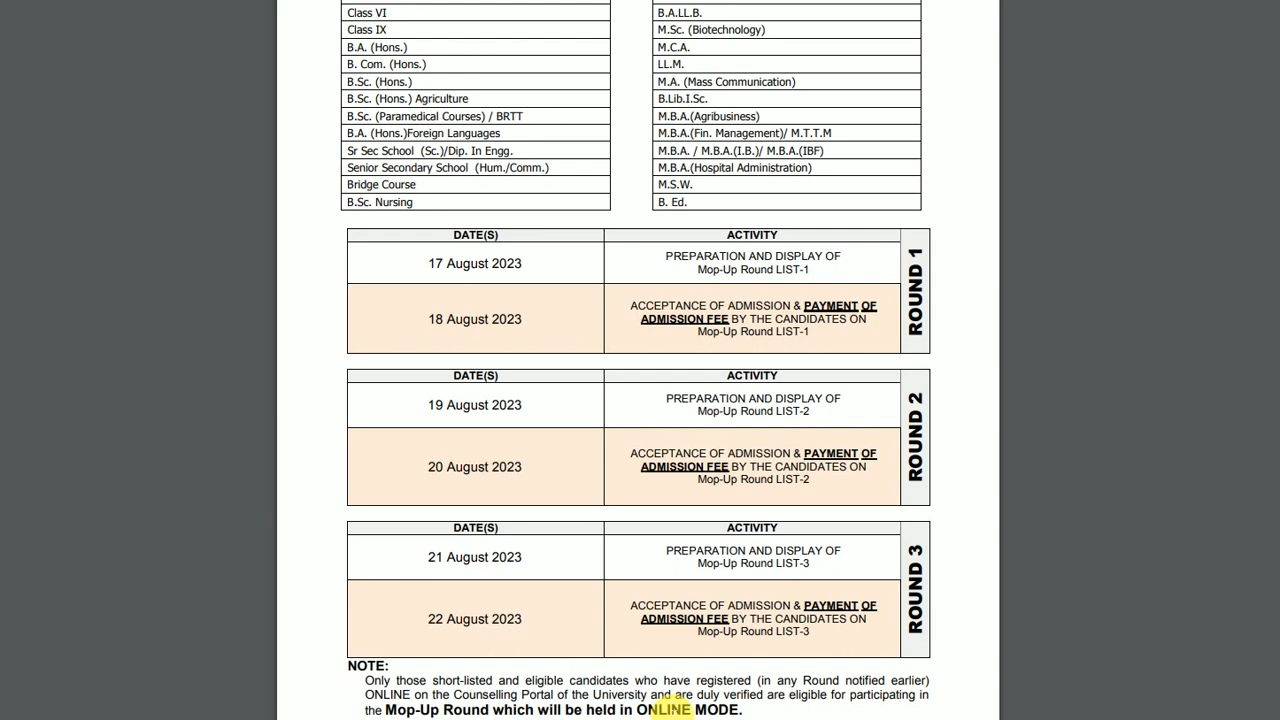 Class VI
Class IX
B.A. (Hons.)
B. Com. (Hons.)
B.Sc. (Hons.)
B.Sc. (Hons.) Agriculture
B.Sc. (Paramedical Courses) / BRTT
B.A. (Hons.)Foreign Languages
Sr Sec School  (Sc.)/Dip. In Engg.
Senior Secondary School  (Hum./Comm.)
Bridge Course
B.Sc. Nursing
B.A.LL.B.
M.Sc. (Biotechnology)
M.C.A.
LL.M.
M.A. (Mass Communication)
B.Lib.I.Sc.
M.B.A.(Agribusiness)
M.B.A.(Fin. Management)/ M.T.T.M
M.B.A. / M.B.A.(I.B.)/ M.B.A.(IBF)
M.B.A.(Hospital Administration)
M.S.W.
B. Ed.
DATE(S) ACTIVITY
17 August 2023
PREPARATION AND DISPLAY OF
Mop-Up Round LIST-1
18 August 2023
ACCEPTANCE OF ADMISSION & PAYMENT OF
ADMISSION FEE BY THE CANDIDATES ON
Mop-Up Round LIST-1
ROUND 1
DATE(S) ACTIVITY
19 August 2023
PREPARATION AND DISPLAY OF
Mop-Up Round LIST-2
20 August 2023
ACCEPTANCE OF ADMISSION & PAYMENT OF
ADMISSION FEE BY THE CANDIDATES ON
Mop-Up Round LIST-2
ROUND 2
DATE(S) ACTIVITY
21 August 2023
PREPARATION AND DISPLAY OF
Mop-Up Round LIST-3
22 August 2023
ACCEPTANCE OF ADMISSION & PAYMENT OF
ADMISSION FEE BY THE CANDIDATES ON
Mop-Up Round LIST-3
ROUND 3
NOTE:
Only those short-listed and eligible candidates who have registered (in any Round notified earlier)
ONLINE on the Counselling Portal of the University and are duly verified are eligible for participating in
the Mop-Up Round which will be held in ONLINE MODE.